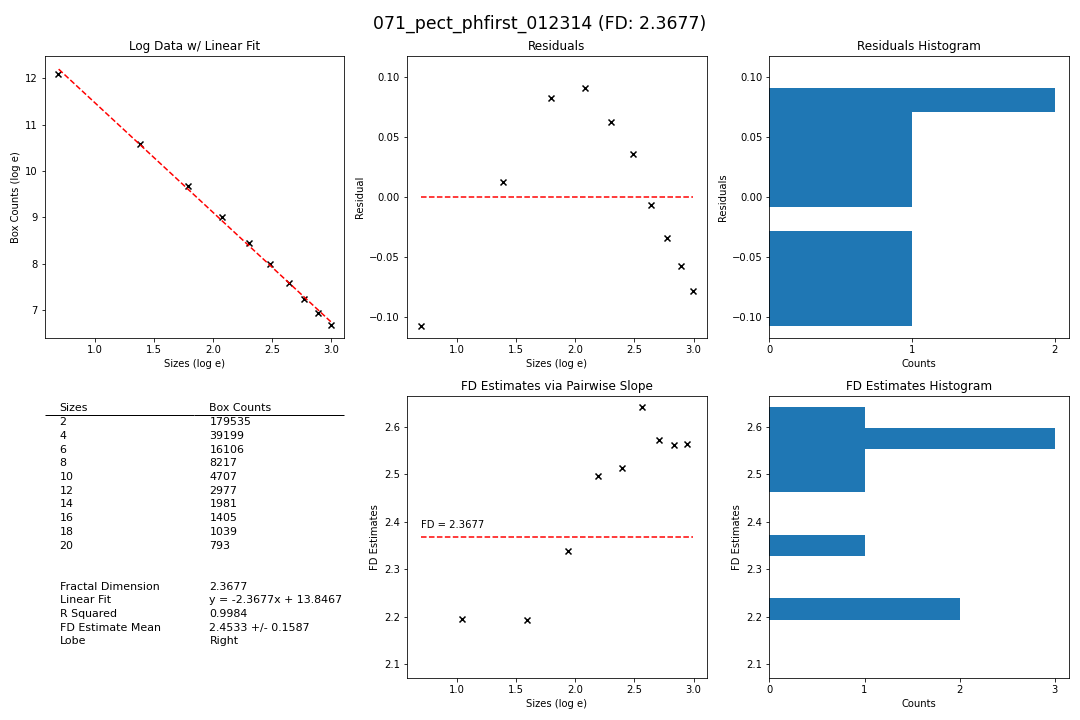 071_pect_phfirst_012314 (FD: 2.3677)
Log Data w/ Linear Fit
12
11
10
9
8
7
Box Counts (log e)
1.0 1.5 2.0 2.5 3.0
Sizes (log e)
Residuals
0.10
0.05
0.00
−0.05
−0.10
Residual
1.0 1.5 2.0 2.5 3.0
Sizes (log e)
Residuals Histogram
0.10
0.05
0.00
−0.05
−0.10
Residuals
0 1 2
Counts
Sizes Box Counts
2 179535
4 39199
6 16106
8 8217
10 4707
12 2977
14 1981
16 1405
18 1039
20 793
Fractal Dimension 2.3677
Linear Fit y = -2.3677x + 13.8467
R Squared 0.9984
FD Estimate Mean 2.4533 +/- 0.1587
Lobe Right
FD Estimates via Pairwise Slope
2.6
2.5
2.4
2.3
2.2
2.1
FD Estimates
FD = 2.3677
1.0 1.5 2.0 2.5 3.0
Sizes (log e)
FD Estimates Histogram
2.6
2.5
2.4
2.3
2.2
2.1
FD Estimates
0 1 2 3
Counts